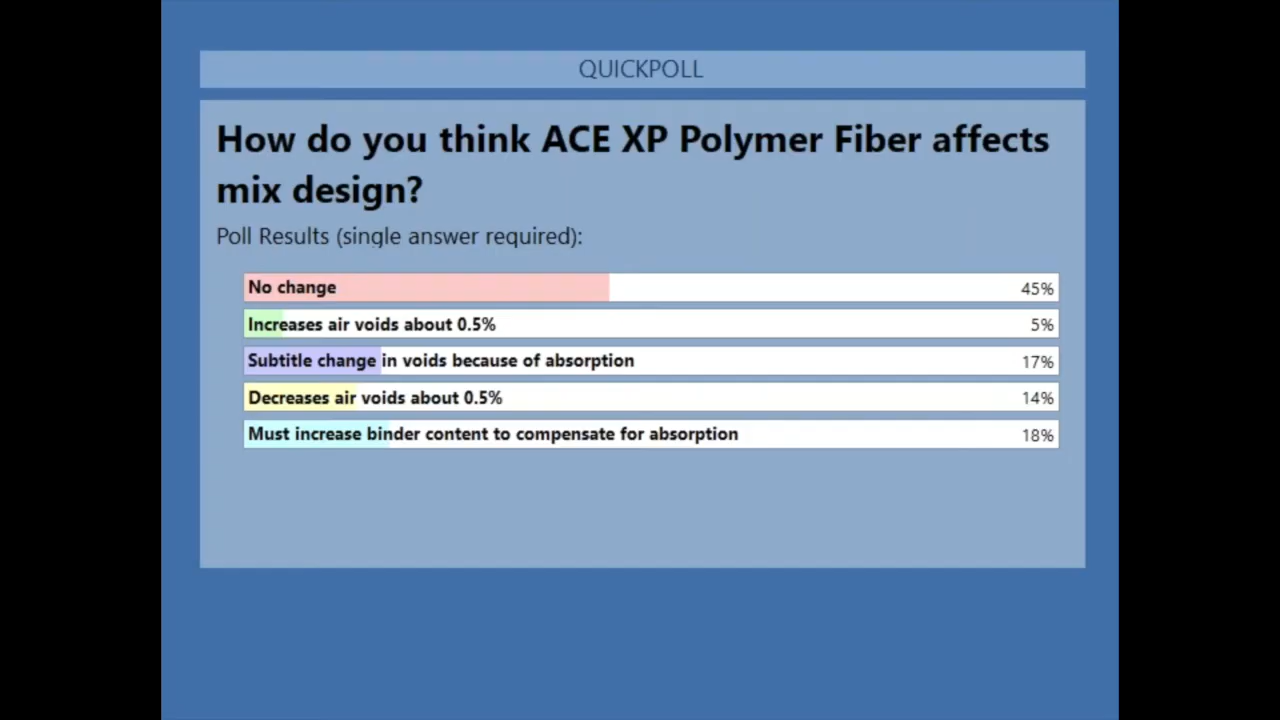 QUICKPOLL
How do you think ACE XP Polymer Fiber affects
mix design?
Poll Results (single answer required):
No change 45%
Increases air voids about 0.5% 5%
Subtitle change in voids because of absorption 17%
Decreases air voids about 0.5% 14%
Must increase binder content to compensate for absorption 18%